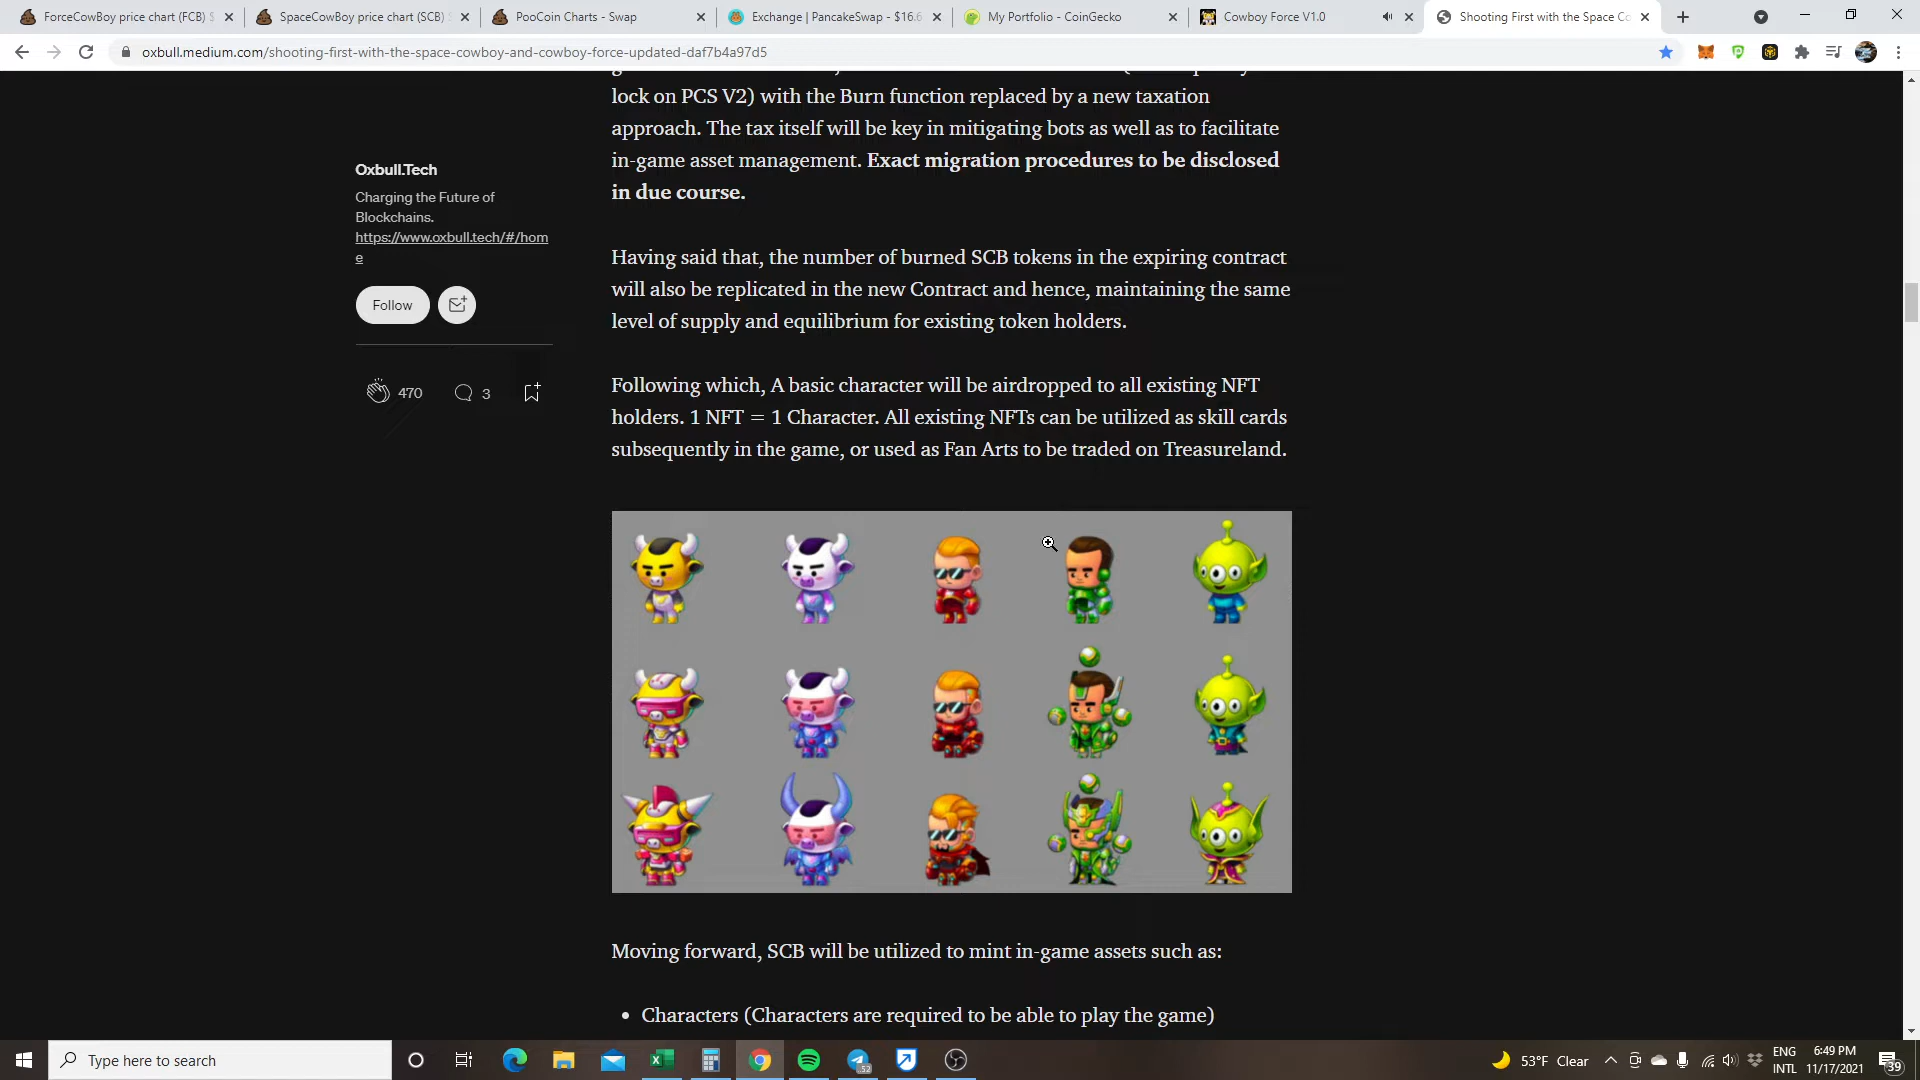 ForceCowBoy price chart (FCB) $
SpaceCowBoy price chart (SCB)
PooCoin Charts - Swap
Exchange | PancakeSwap - $16.6
My Portfolio - CoinGecko
Cowboy Force V1.0
Shooting First with the Space Co
oxbull.medium.com/shooting-first-with-the-space-cowboy-and-cowboy-force-updated-daf7b4a97d5
lock on PCS V2) with the Burn function replaced by a new taxation
approach. The tax itself will be key in mitigating bots as well as to facilitate
in-game asset management. Exact migration procedures to be disclosed
in due course.
Oxbull.Tech
Charging the Future of
Blockchains.
https://www.oxbull.tech/#/hom
e
Follow
470
3
Having said that, the number of burned SCB tokens in the expiring contract
will also be replicated in the new Contract and hence, maintaining the same
level of supply and equilibrium for existing token holders.
Following which, A basic character will be airdropped to all existing NFT
holders. 1 NFT = 1 Character. All existing NFTs can be utilized as skill cards
subsequently in the game, or used as Fan Arts to be traded on Treasureland.
Moving forward, SCB will be utilized to mint in-game assets such as:
• Characters (Characters are required to be able to play the game)
Type here to search
.52
53°F Clear
ENG
INTL
6:49 PM
11/17/2021
39